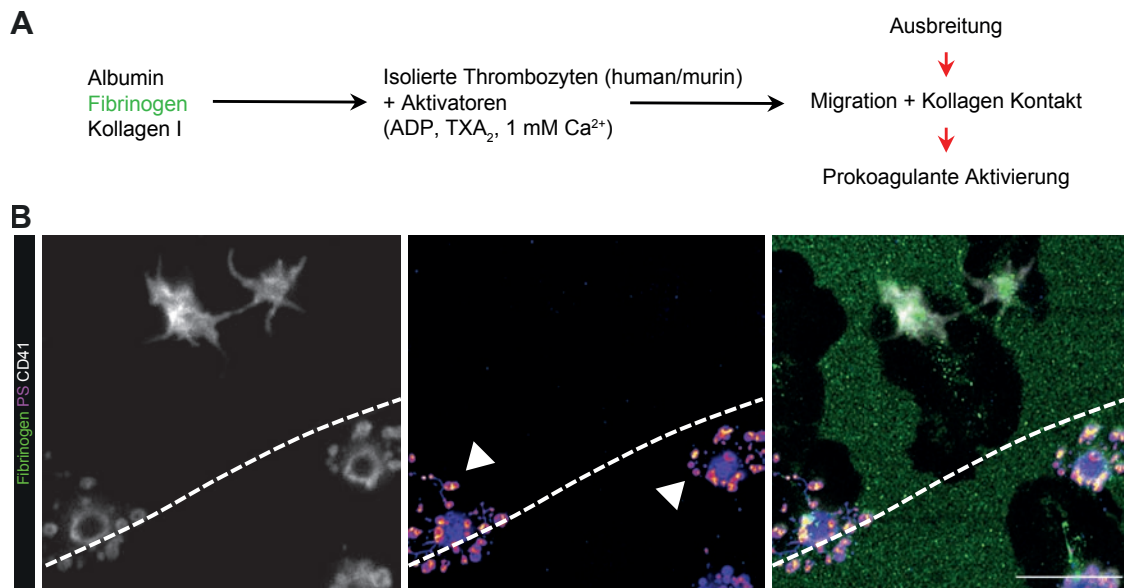 A
Albumin
Fibrinogen
Kollagen I
Isolierte Thrombozyten (human/murin)
+ Aktivatoren
(ADP, TXA₂, 1 mM Ca²⁺)
Ausbreitung
Migration + Kollagen Kontakt
Prokoagulante Aktivierung
B
Fibrinogen PS CD41